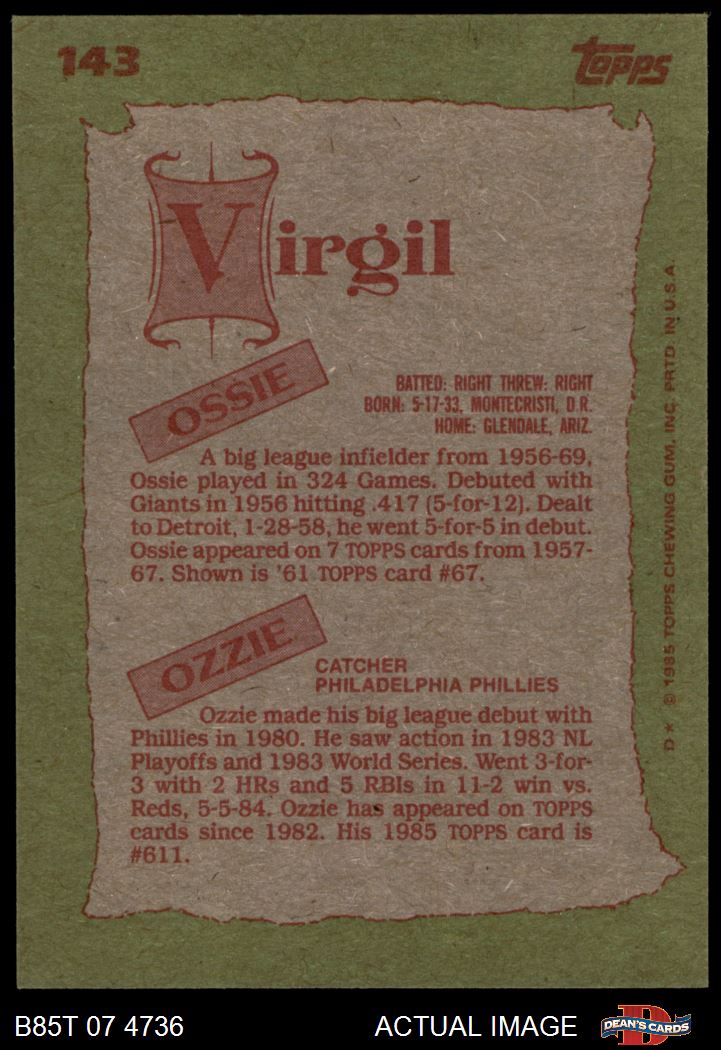 143
Topps
Virgil
OSSIE
BATTED: RIGHT THREW: RIGHT
BORN: 5-17-33, MONTECRISTI, D.R.
HOME: GLENDALE, ARIZ.
A big league infielder from 1956-69,
Ossie played in 324 Games. Debuted with
Giants in 1956 hitting .417 (5-for-12). Dealt
to Detroit, 1-28-58, he went 5-for-5 in debut.
Ossie appeared on 7 TOPPS cards from 1957-
67. Shown is '61 TOPPS card #67.
OZZIE
CATCHER
PHILADELPHIA PHILLIES
Ozzie made his big league debut with
Phillies in 1980. He saw action in 1983 NL
Playoffs and 1983 World Series. Went 3-for-
3 with 2 HRs and 5 RBIs in 11-2 win vs.
Reds, 5-5-84. Ozzie has appeared on TOPPS
cards since 1982. His 1985 TOPPS card is
#611.
D * © 1985 TOPPS CHEWING GUM, INC. PRTD. IN U.S.A.
B85T 07 4736
ACTUAL IMAGE
D
DEAN'S CARDS